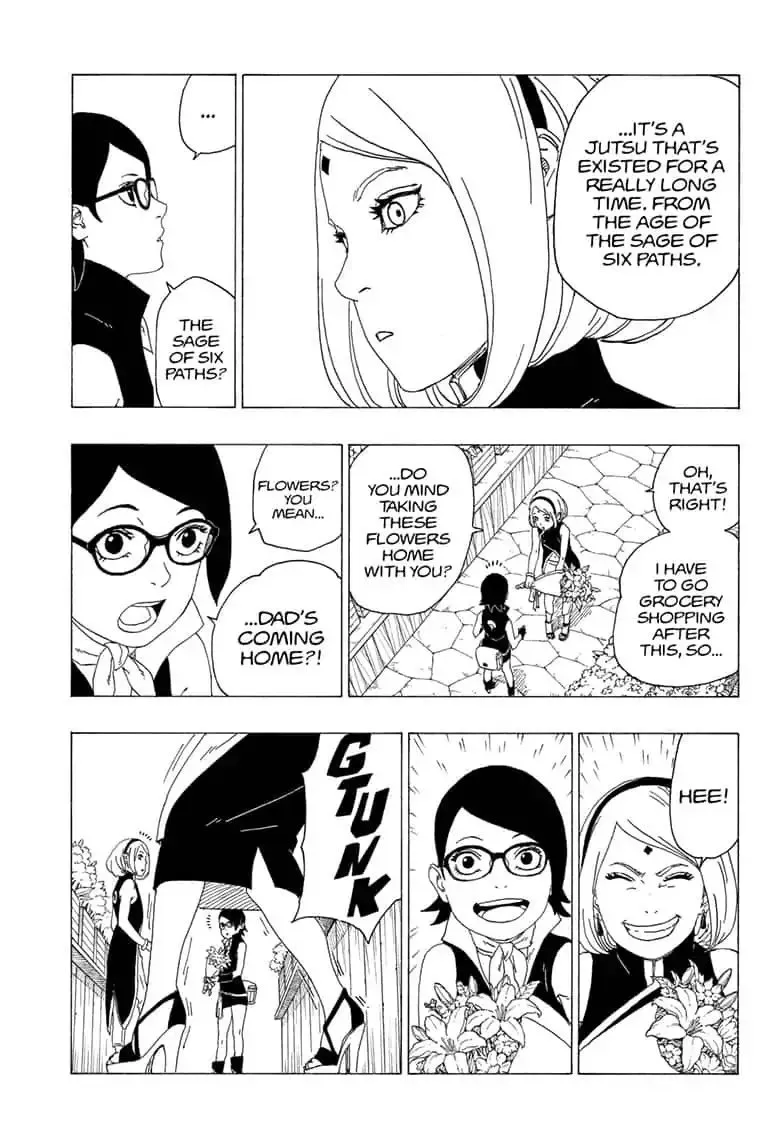 ...IT'S A
JUTSU THAT'S
EXISTED FOR A
REALLY LONG
TIME. FROM
THE AGE OF
THE SAGE OF
SIX PATHS.
...
THE
SAGE
OF SIX
PATHS?
OH,
THAT'S
RIGHT!
I HAVE
TO GO
GROCERY
SHOPPING
AFTER
THIS, SO...
...DO
YOU MIND
TAKING
THESE
FLOWERS
HOME
WITH YOU?
FLOWERS?
YOU
MEAN...
...DAD'S
COMING
HOME?!
HEE!
GTUNK